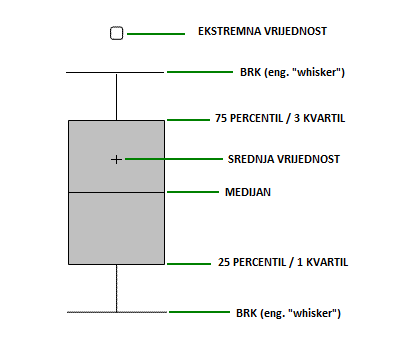 EKSTREMNA VRIJEDNOST
BRK (eng. "whisker")
75 PERCENTIL / 3 KVARTIL
SREDNJA VRIJEDNOST
MEDIJAN
25 PERCENTIL / 1 KVARTIL
BRK (eng. "whisker")